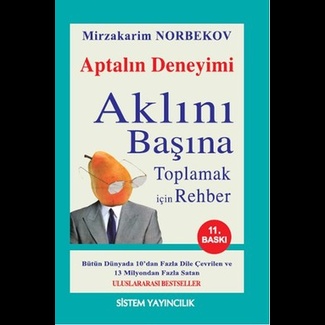 Mirzakarim NORBEKOV
Aptalın Deneyimi
Aklını
Başına
Toplamak
için Rehber
11.
BASKI
Bütün Dünyada 10'dan Fazla Dile Çevrilen ve
13 Milyondan Fazla Satan
ULUSLARARASI BESTSELLER
SİSTEM YAYINCILIK